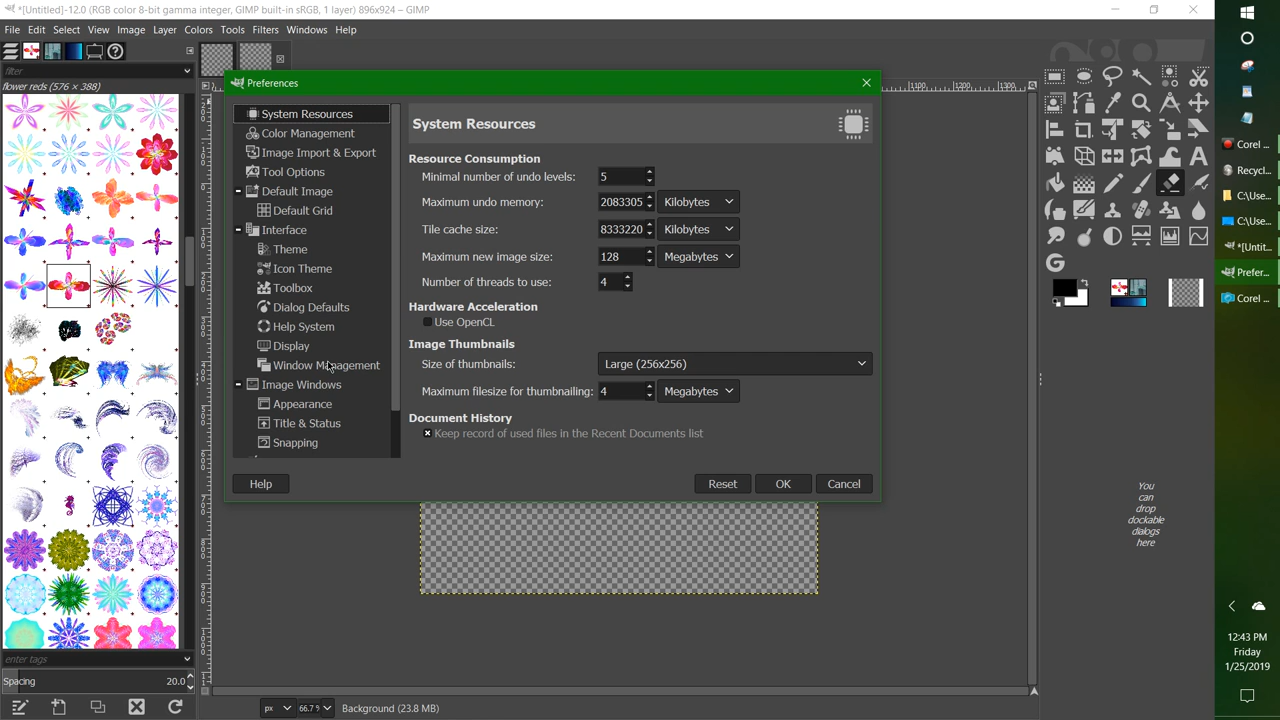 *[Untitled]-12.0 (RGB color 8-bit gamma integer, GIMP built-in sRGB, 1 layer) 896x924 – GIMP
File Edit Select View Image Layer Colors Tools Filters Windows Help
filter
flower reds (576 × 388)
Preferences
System Resources
Color Management
Image Import & Export
Tool Options
Default Image
Default Grid
Interface
Theme
Icon Theme
Toolbox
Dialog Defaults
Help System
Display
Window Management
Image Windows
Appearance
Title & Status
Snapping
System Resources
Resource Consumption
Minimal number of undo levels: 5
Maximum undo memory: 2083305 Kilobytes
Tile cache size: 8333220 Kilobytes
Maximum new image size: 128 Megabytes
Number of threads to use: 4
Hardware Acceleration
Use OpenCL
Image Thumbnails
Size of thumbnails: Large (256x256)
Maximum filesize for thumbnailing: 4 Megabytes
Document History
Keep record of used files in the Recent Documents list
Help Reset OK Cancel
1100 1200 1300
enter tags
Spacing 20.0
px 66.7 Background (23.8 MB)
You
can
drop
dockable
dialogs
here
Corel ...
Recycl...
C:\Use...
C:\Use...
*[Untit...
Prefer...
Corel ...
12:43 PM
Friday
1/25/2019